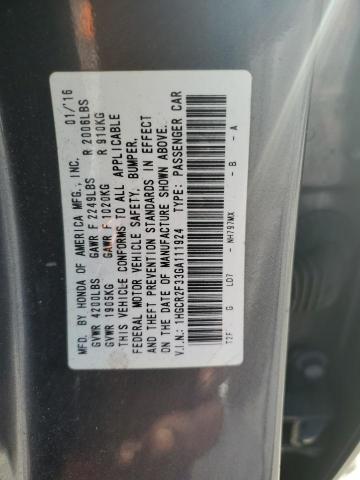 MFD. BY HONDA OF AMERICA MFG., INC. 01/'16
GVWR 4200LBS GAWR F 2249LBS R 2006LBS
GVWR 1905KG GAWR F 1020KG R 910KG
THIS VEHICLE CONFORMS TO ALL APPLICABLE
FEDERAL MOTOR VEHICLE SAFETY, BUMPER,
AND THEFT PREVENTION STANDARDS IN EFFECT
ON THE DATE OF MANUFACTURE SHOWN ABOVE.
V.I.N.: 1HGCR2F33GA111924 TYPE: PASSENGER CAR
T2F G LD7 - NH797MX - B - A